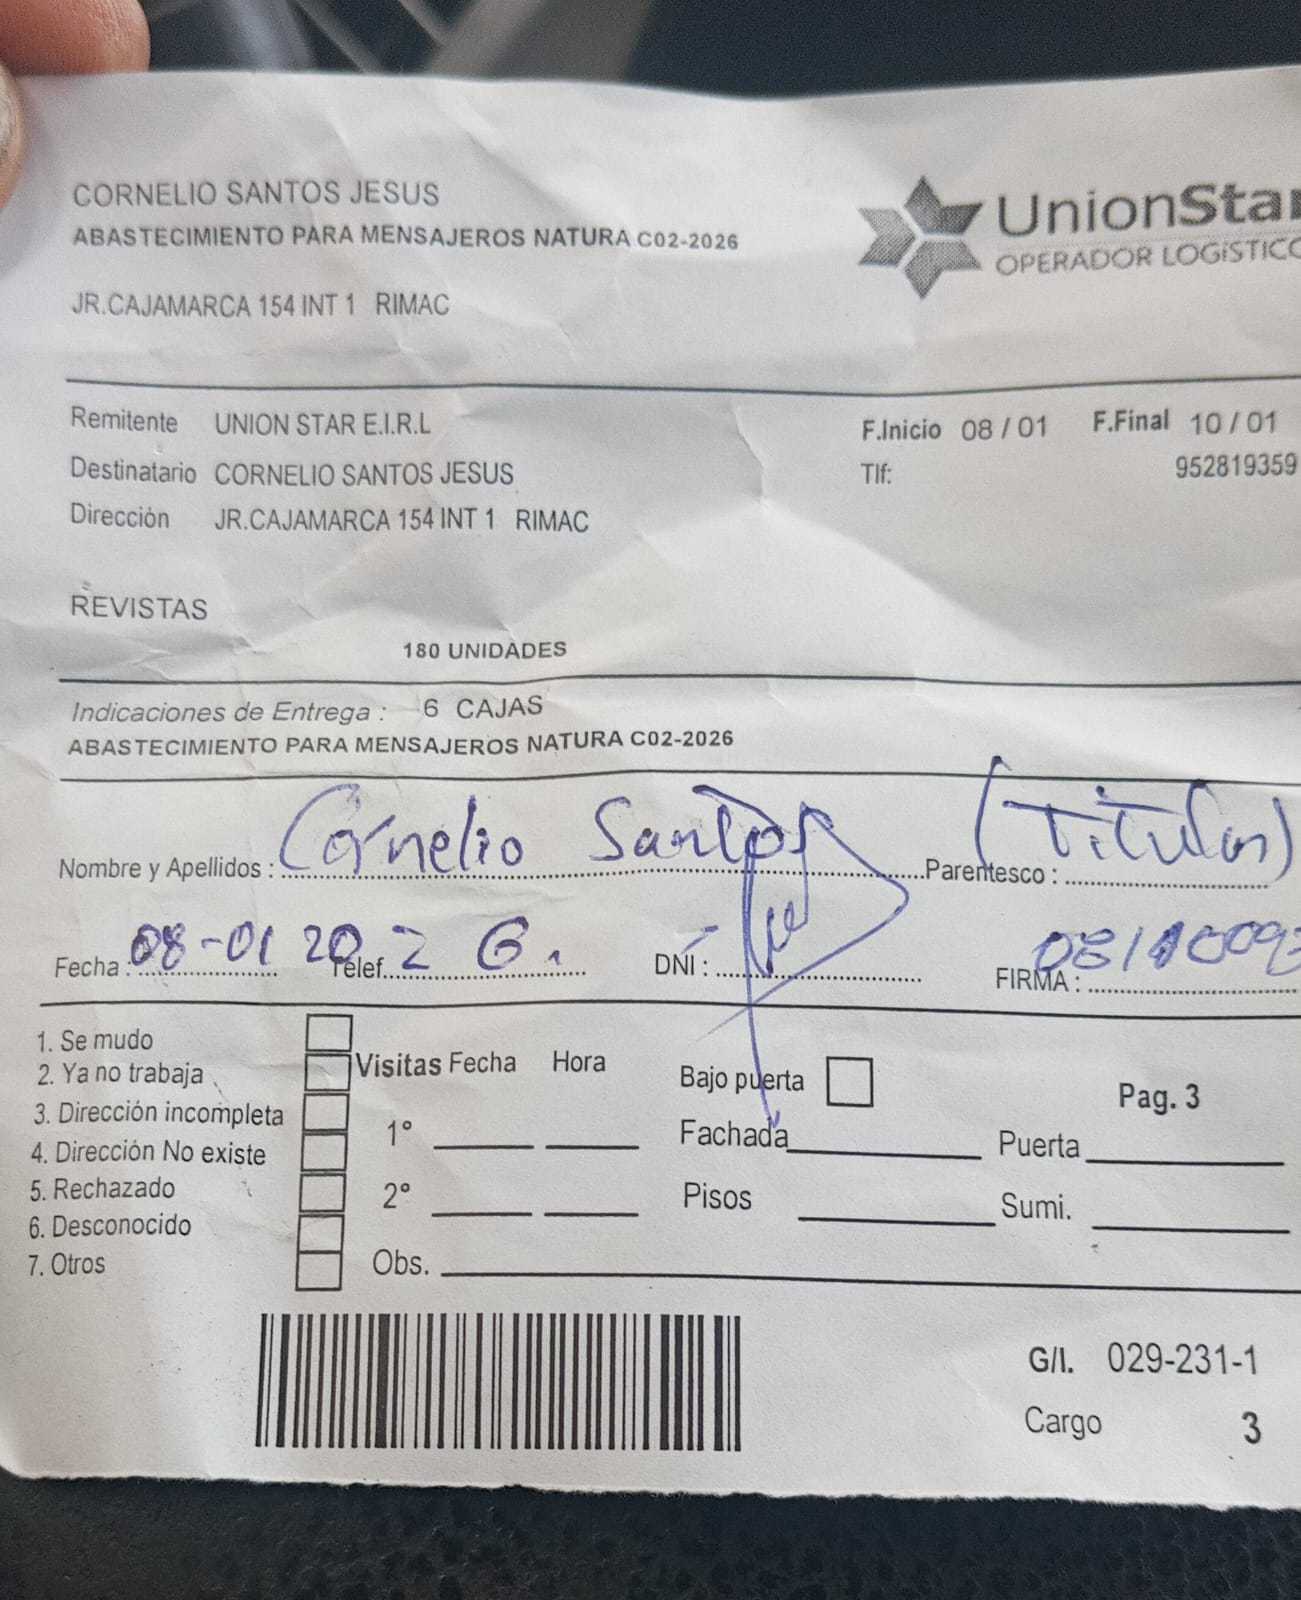 CORNELIO SANTOS JESUS
ABASTECIMIENTO PARA MENSAJEROS NATURA C02-2026
JR.CAJAMARCA 154 INT 1 RIMAC
UnionStar
OPERADOR LOGÍSTICO
Remitente UNION STAR E.I.R.L
F.Inicio 08 / 01 F.Final 10 / 01
Destinatario CORNELIO SANTOS JESUS
Tlf: 952819359
Dirección JR.CAJAMARCA 154 INT 1 RIMAC
REVISTAS
180 UNIDADES
Indicaciones de Entrega : 6 CAJAS
ABASTECIMIENTO PARA MENSAJEROS NATURA C02-2026
Nombre y Apellidos : Cornelio Santos Parentesco : (Titular)
Fecha : 08-01 2026. Telef. DNI : FIRMA :
1. Se mudo
2. Ya no trabaja
3. Dirección incompleta
4. Dirección No existe
5. Rechazado
6. Desconocido
7. Otros
Visitas Fecha Hora
1°
2°
Obs.
Bajo puerta
Fachada
Puerta
Pisos
Sumi.
Pag. 3
G/I. 029-231-1
Cargo 3